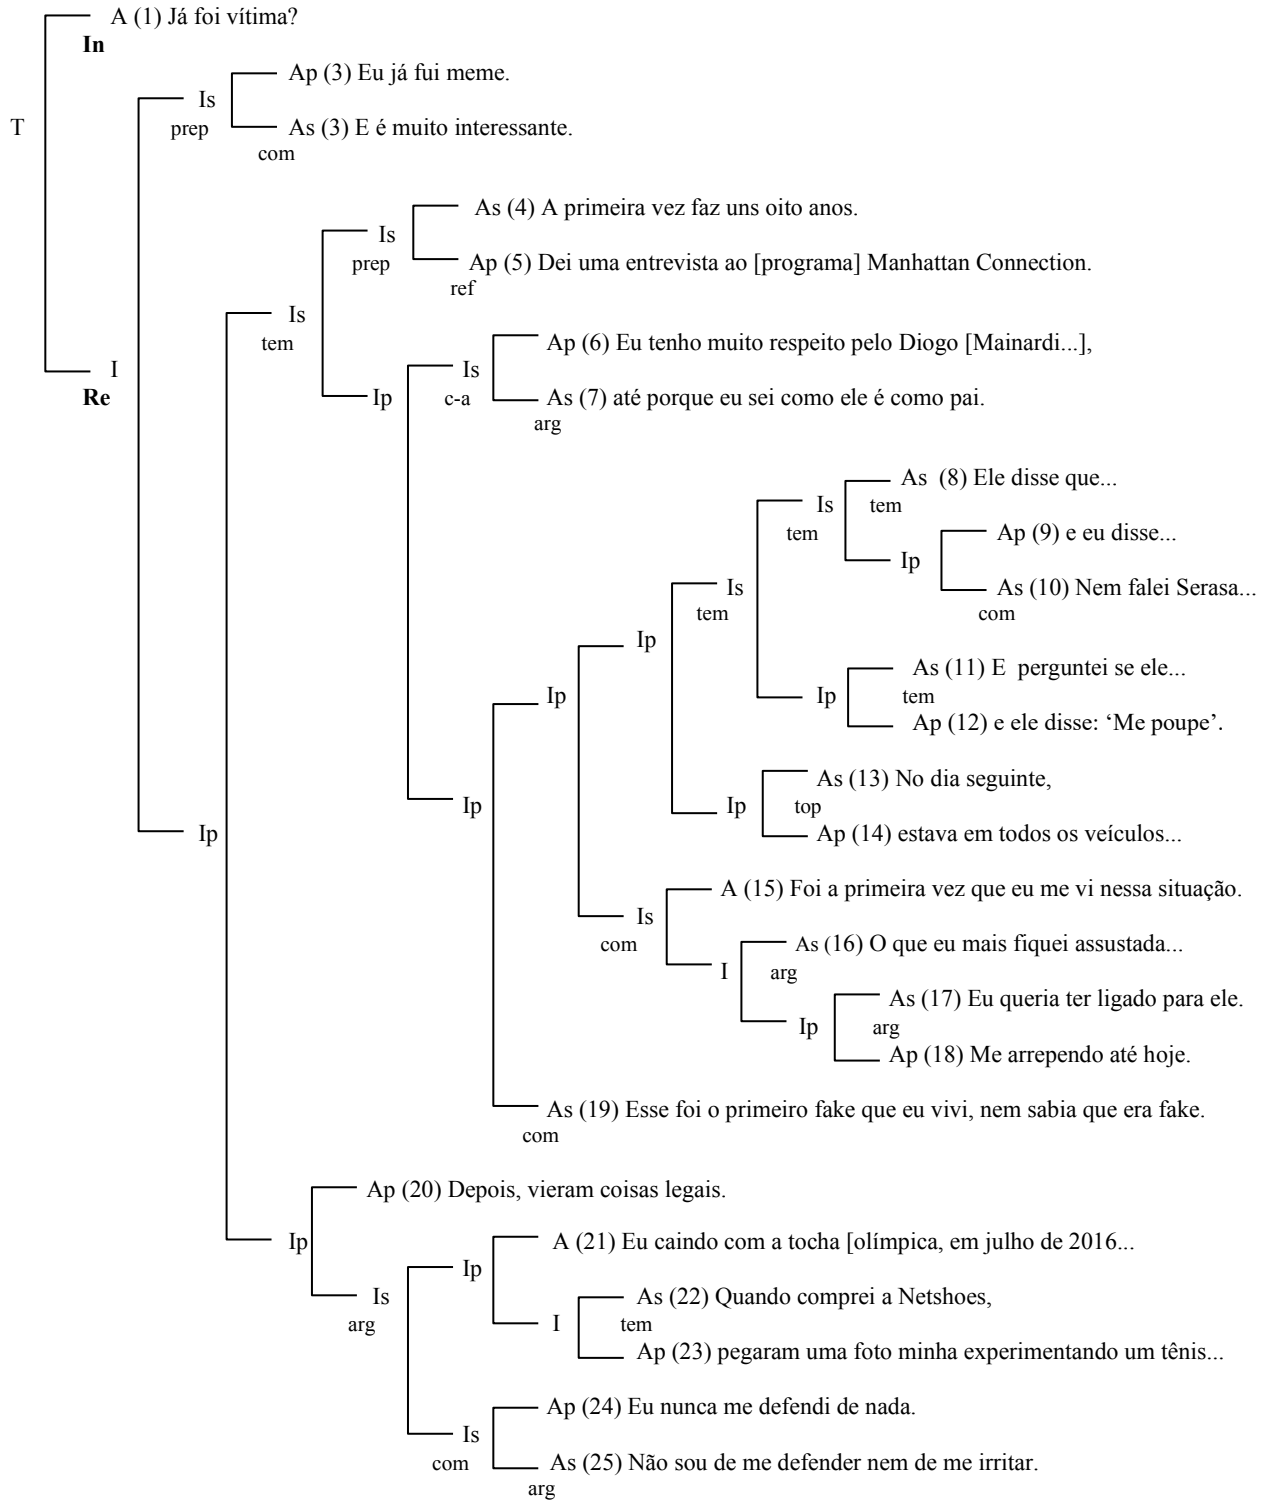 A (1) Já foi vítima?
In
Ap (3) Eu já fui meme.
Is
prep
T
As (3) E é muito interessante.
com
As (4) A primeira vez faz uns oito anos.
Is
prep
Ap (5) Dei uma entrevista ao [programa] Manhattan Connection.
ref
Is
tem
Ap (6) Eu tenho muito respeito pelo Diogo [Mainardi...],
I
Re
Is
c-a
Ip
As (7) até porque eu sei como ele é como pai.
arg
As (8) Ele disse que...
tem
Is
tem
Ap (9) e eu disse...
Ip
As (10) Nem falei Serasa...
com
Is
tem
Ip
As (11) E perguntei se ele...
tem
Ip
Ip
Ap (12) e ele disse: ‘Me poupe’.
As (13) No dia seguinte,
top
Ip
Ip
Ip
Ap (14) estava em todos os veículos...
A (15) Foi a primeira vez que eu me vi nessa situação.
Is
com
As (16) O que eu mais fiquei assustada...
arg
I
As (17) Eu queria ter ligado para ele.
arg
Ip
Ap (18) Me arrependo até hoje.
As (19) Esse foi o primeiro fake que eu vivi, nem sabia que era fake.
com
Ap (20) Depois, vieram coisas legais.
Ip
A (21) Eu caindo com a tocha [olímpica, em julho de 2016...
Ip
Is
arg
As (22) Quando comprei a Netshoes,
tem
I
Ap (23) pegaram uma foto minha experimentando um tênis...
Ap (24) Eu nunca me defendi de nada.
Is
com
As (25) Não sou de me defender nem de me irritar.
arg